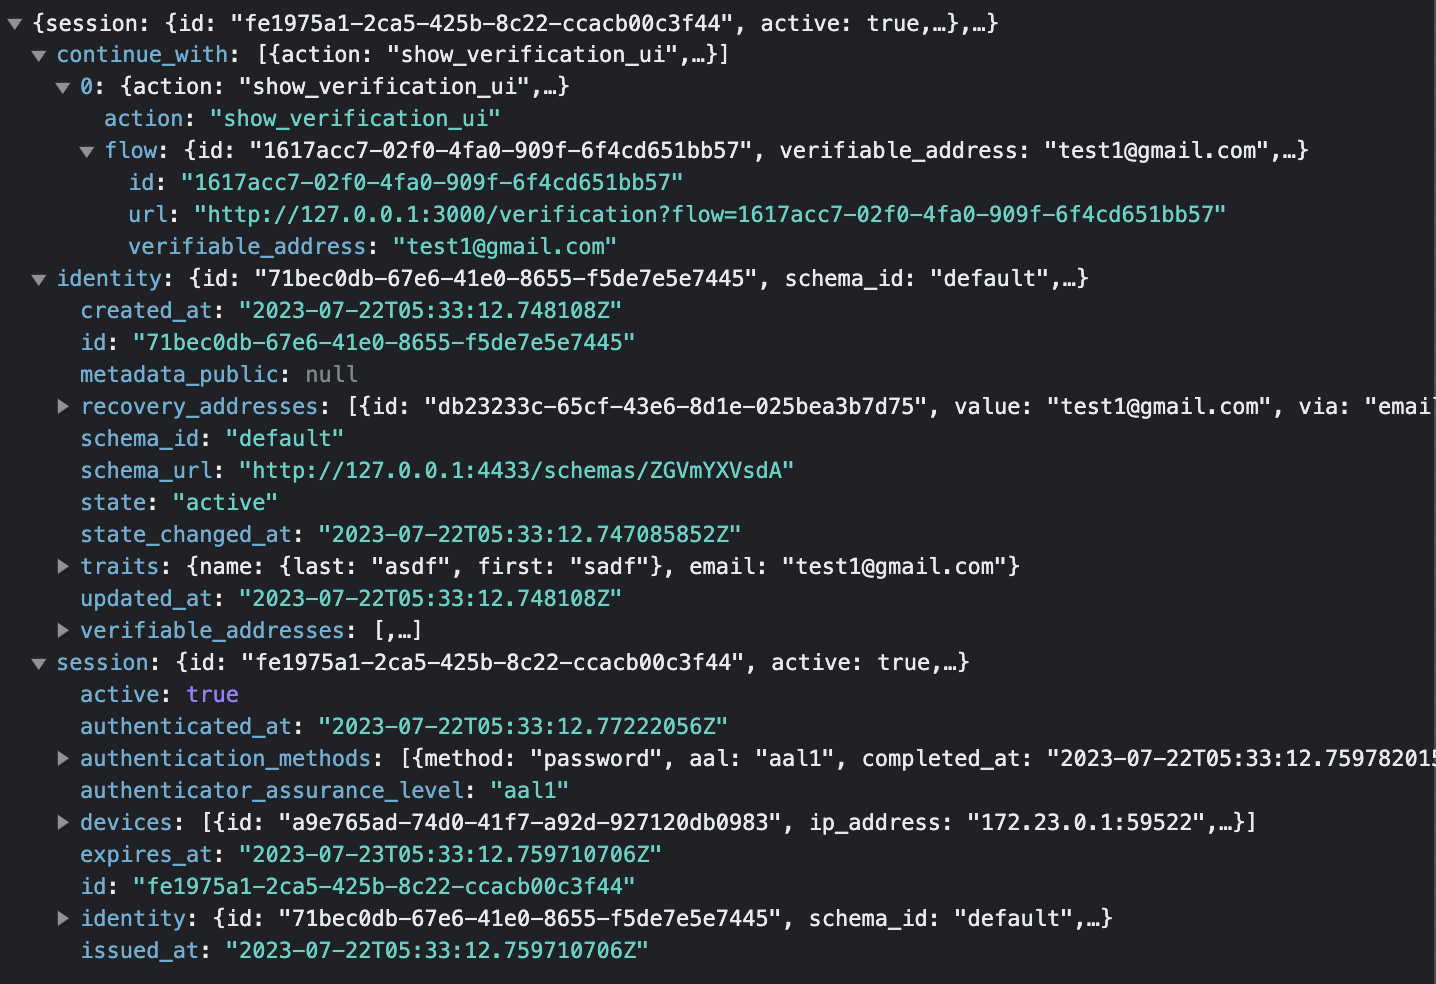 {session: {id: "fe1975a1-2ca5-425b-8c22-ccacb00c3f44", active: true,…},…}
continue_with: [{action: "show_verification_ui",…}]
0: {action: "show_verification_ui",…}
action: "show_verification_ui"
flow: {id: "1617acc7-02f0-4fa0-909f-6f4cd651bb57", verifiable_address: "test1@gmail.com",…}
id: "1617acc7-02f0-4fa0-909f-6f4cd651bb57"
url: "http://127.0.0.1:3000/verification?flow=1617acc7-02f0-4fa0-909f-6f4cd651bb57"
verifiable_address: "test1@gmail.com"
identity: {id: "71bec0db-67e6-41e0-8655-f5de7e5e7445", schema_id: "default",…}
created_at: "2023-07-22T05:33:12.748108Z"
id: "71bec0db-67e6-41e0-8655-f5de7e5e7445"
metadata_public: null
recovery_addresses: [{id: "db23233c-65cf-43e6-8d1e-025bea3b7d75", value: "test1@gmail.com", via: "email
schema_id: "default"
schema_url: "http://127.0.0.1:4433/schemas/ZGVmYXVsdA"
state: "active"
state_changed_at: "2023-07-22T05:33:12.747085852Z"
traits: {name: {last: "asdf", first: "sadf"}, email: "test1@gmail.com"}
updated_at: "2023-07-22T05:33:12.748108Z"
verifiable_addresses: [,…]
session: {id: "fe1975a1-2ca5-425b-8c22-ccacb00c3f44", active: true,…}
active: true
authenticated_at: "2023-07-22T05:33:12.77222056Z"
authentication_methods: [{method: "password", aal: "aal1", completed_at: "2023-07-22T05:33:12.759782015
authenticator_assurance_level: "aal1"
devices: [{id: "a9e765ad-74d0-41f7-a92d-927120db0983", ip_address: "172.23.0.1:59522",…}]
expires_at: "2023-07-23T05:33:12.759710706Z"
id: "fe1975a1-2ca5-425b-8c22-ccacb00c3f44"
identity: {id: "71bec0db-67e6-41e0-8655-f5de7e5e7445", schema_id: "default",…}
issued_at: "2023-07-22T05:33:12.759710706Z"